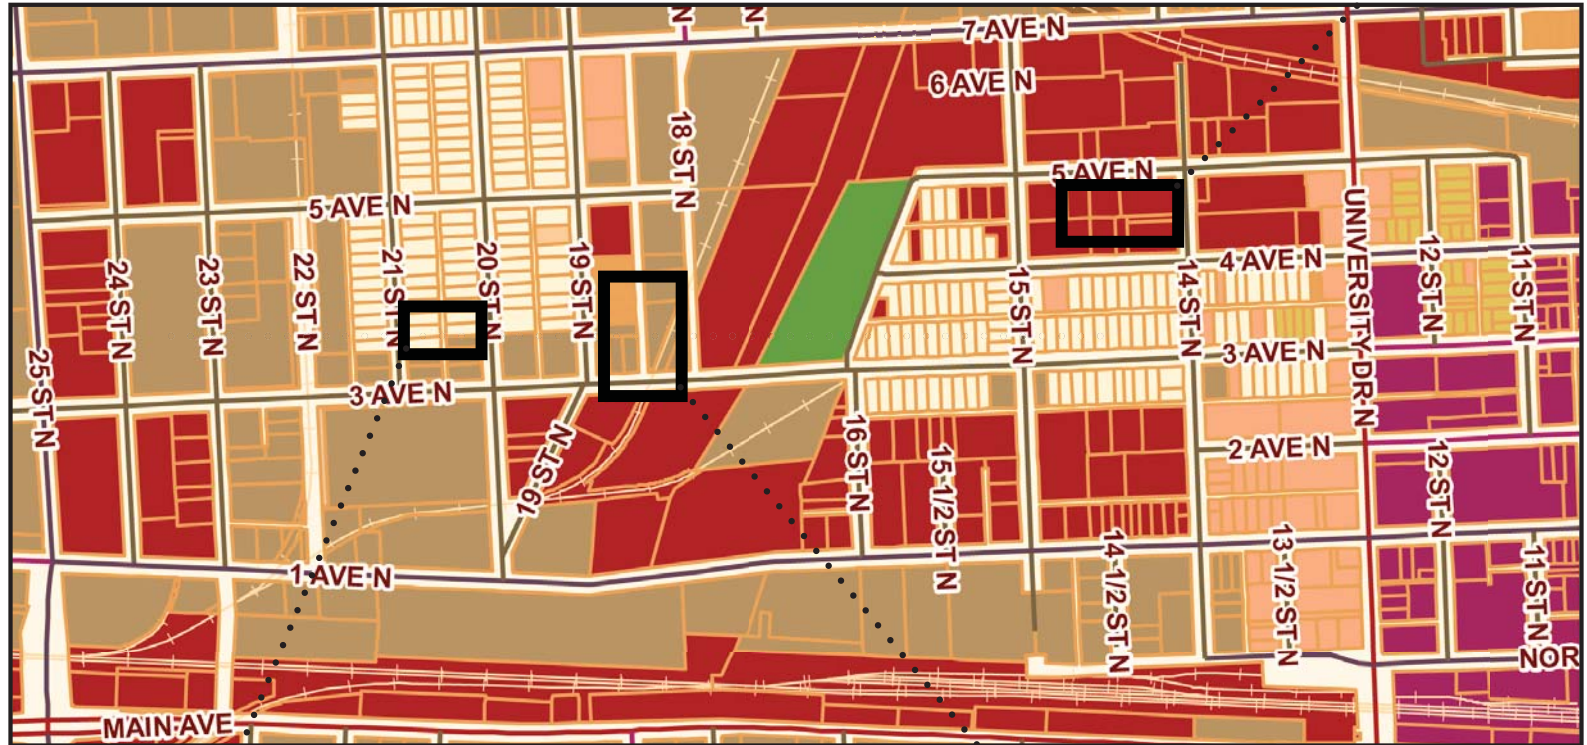 N
N
7 AVE N
6 AVE N
18 ST N
5 AVE N
5 AVE N
UNIVERSITY DR N
24 ST N
23 ST N
22 ST N
21 ST N
20 ST N
19 ST N
15 ST N
14 ST N
4 AVE N
12 ST N
11 ST N
25 ST N
3 AVE N
3 AVE N
19 ST N
16 ST N
15 1/2 ST N
2 AVE N
12 ST N
1 AVE N
14 1/2 ST N
13 1/2 ST N
11 ST N
NOR
MAIN AVE